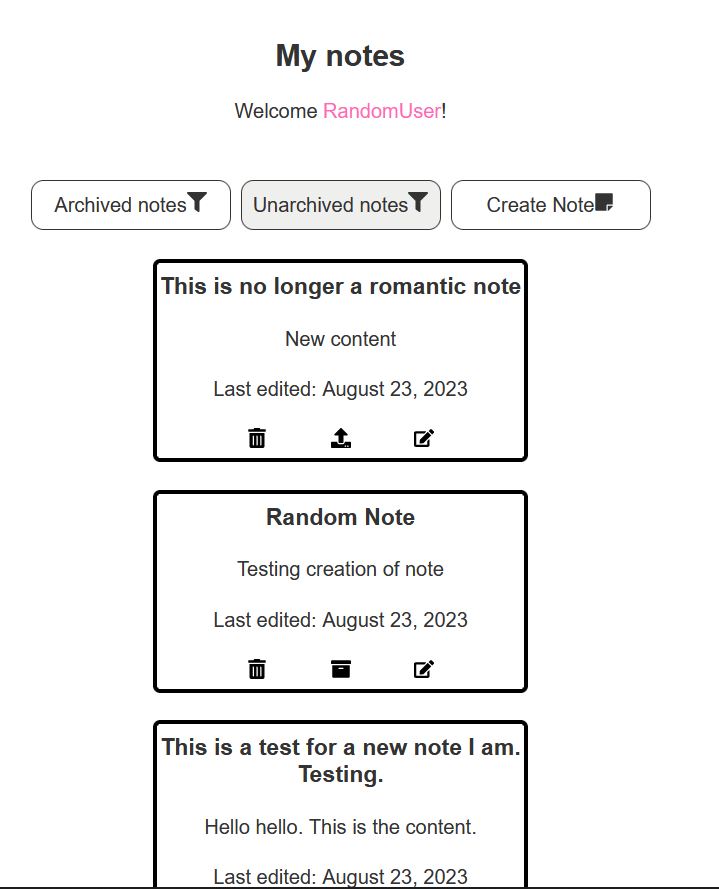 My notes
Welcome RandomUser!
Archived notes
Unarchived notes
Create Note
This is no longer a romantic note
New content
Last edited: August 23, 2023
Random Note
Testing creation of note
Last edited: August 23, 2023
This is a test for a new note I am.
Testing.
Hello hello. This is the content.
Last edited: August 23, 2023